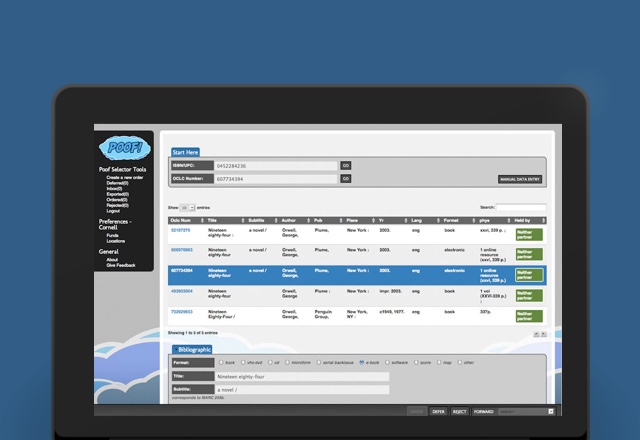 POOF!
Poof Selector Tools
Create a new order
Deferred(0)
Inbox(0)
Exported(0)
Ordered(0)
Rejected(0)
Logout
Preferences - Cornell
Funds
Locations
General
About
Give Feedback
Start Here
ISBN/UPC: 0452284236 GO
OCLC Number: 607734394 GO
MANUAL DATA ENTRY
Show entries Search:
Oclc Num Title Subtitle Author Pub Place Yr Lang Format phys Held by
Nineteen eighty-four : a novel / Orwell, George, Plume, New York : 2003. eng book xxvi, 339 p. ; Neither partner
Nineteen eighty-four a novel / Orwell, George, Plume, New York : 2003. eng electronic 1 online resource (xxvi, 339 p.) Neither partner
607734394 Nineteen eighty-four a novel / Orwell, George, Plume, New York : 2003. eng electronic 1 online resource (xxvi, 339 p.) Neither partner
Nineteen eighty-four Orwell, George Plume : New York : impr. 2003. eng book 1 vol (XXVI-339 p.) ; Neither partner
Nineteen Eighty-Four / Orwell, George, Penguin Group, New York, NY : c1949, 1977. eng book 337p. Neither partner
Showing 1 to 5 of 5 entries
Bibliographic
Format: book vhs-dvd cd microform serial backissue e-book software score map other
Title: Nineteen eighty-four
Subtitle: a novel /
corresponds to MARC 245b.
DEFER REJECT FORWARD